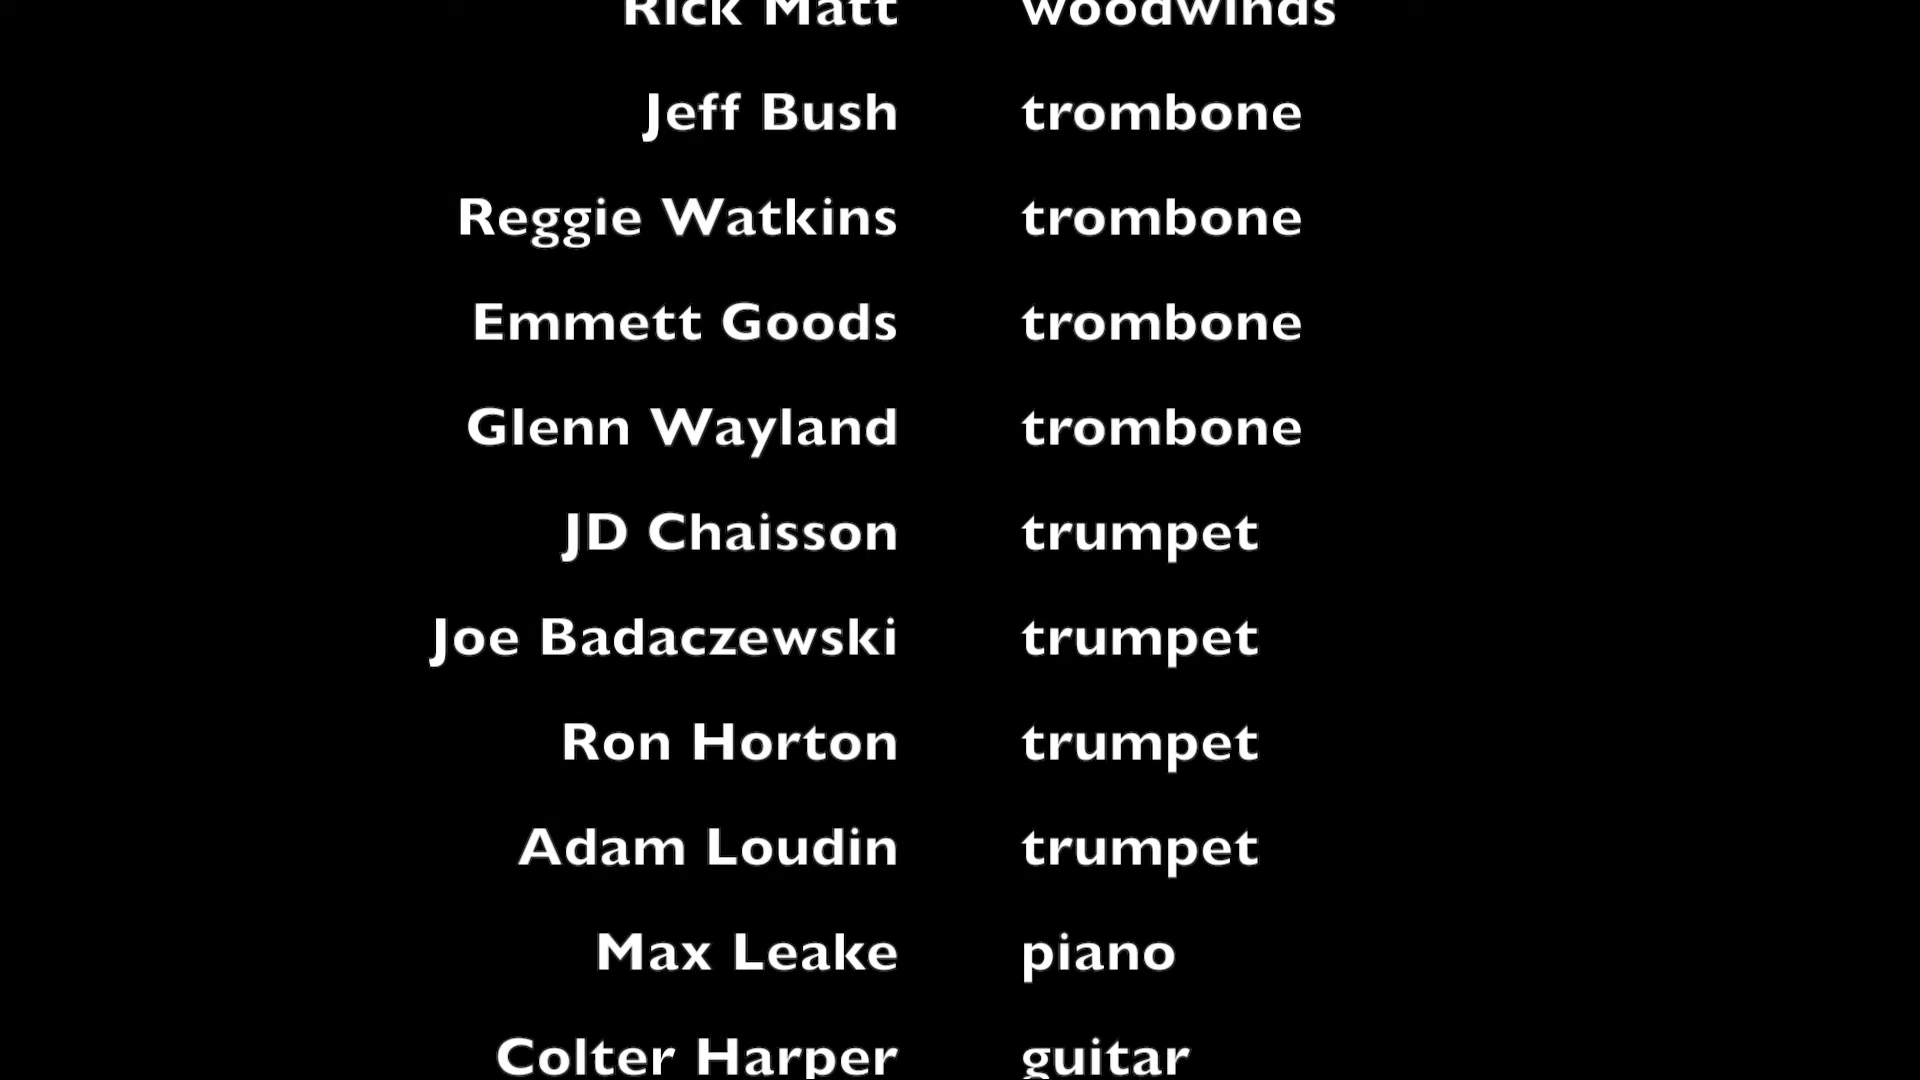 Rick Matt woodwinds
Jeff Bush trombone
Reggie Watkins trombone
Emmett Goods trombone
Glenn Wayland trombone
JD Chaisson trumpet
Joe Badaczewski trumpet
Ron Horton trumpet
Adam Loudin trumpet
Max Leake piano
Colter Harper guitar